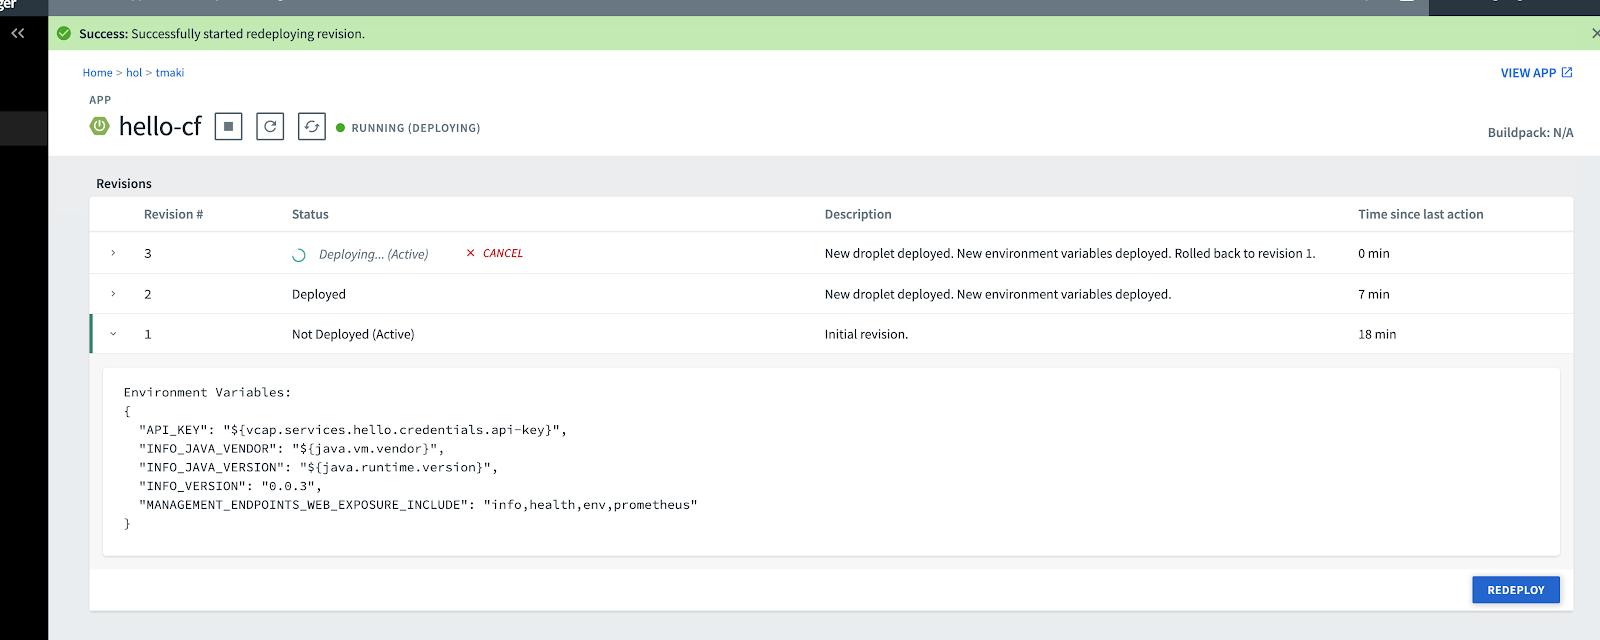 Success: Successfully started redeploying revision.
Home > hol > tmaki
VIEW APP
APP
hello-cf
RUNNING (DEPLOYING)
Buildpack: N/A
Revisions
Revision # Status Description Time since last action
3 Deploying... (Active) × CANCEL New droplet deployed. New environment variables deployed. Rolled back to revision 1. 0 min
2 Deployed New droplet deployed. New environment variables deployed. 7 min
1 Not Deployed (Active) Initial revision. 18 min
Environment Variables:
{
"API_KEY": "${vcap.services.hello.credentials.api-key}",
"INFO_JAVA_VENDOR": "${java.vm.vendor}",
"INFO_JAVA_VERSION": "${java.runtime.version}",
"INFO_VERSION": "0.0.3",
"MANAGEMENT_ENDPOINTS_WEB_EXPOSURE_INCLUDE": "info,health,env,prometheus"
}
REDEPLOY